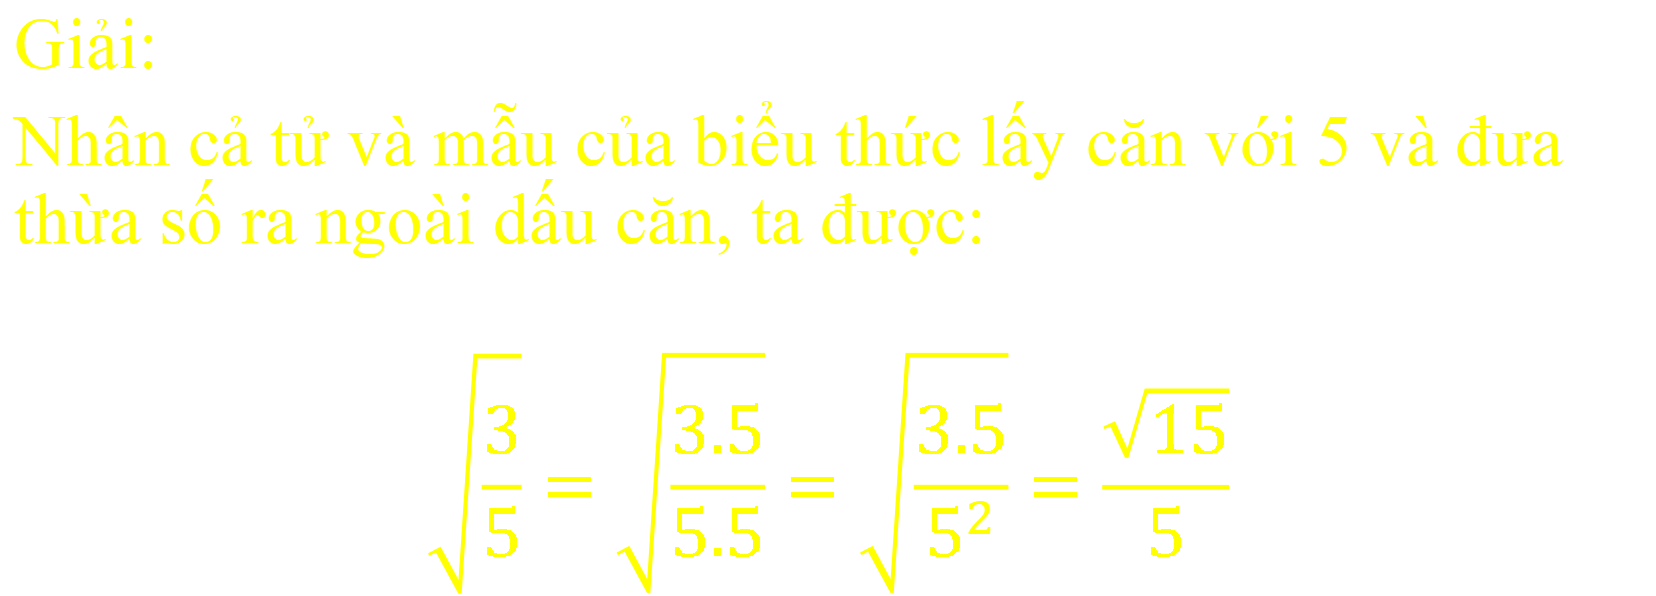 Giải:
Nhân cả tử và mẫu của biểu thức lấy căn với 5 và đưa
thừa số ra ngoài dấu căn, ta được:
√(3/5) = √(3.5/5.5) = √(3.5/5²) = √15/5